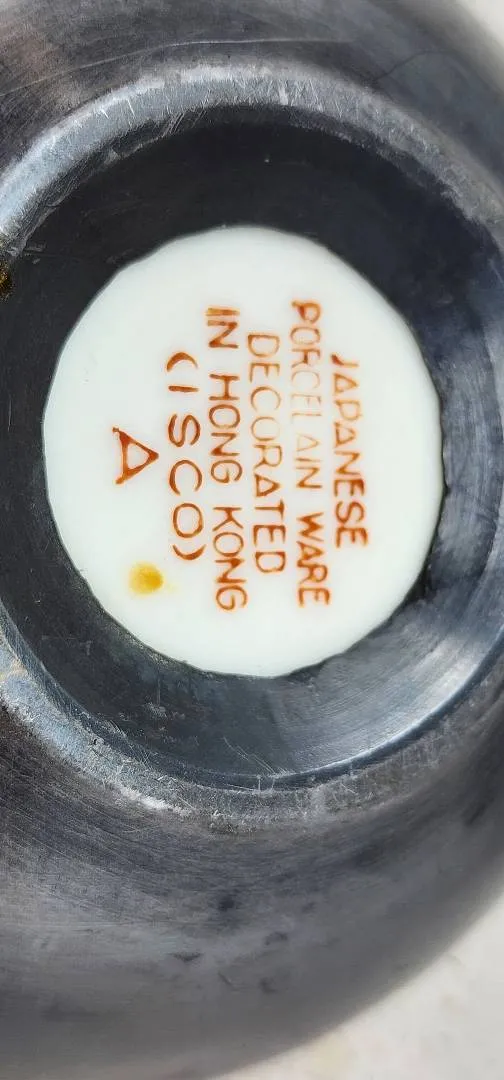 JAPANESE
PORCELAIN WARE
DECORATED
IN HONG KONG
(ISCO)
A